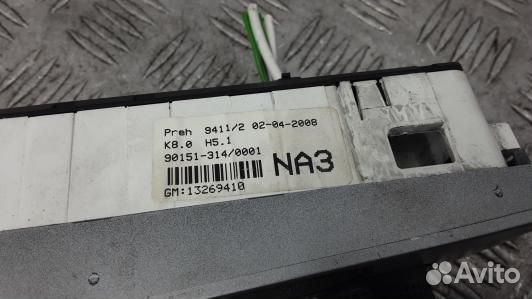 Preh 9411/2 02-04-2008
K8.0 H5.1
90151-314/0001
NA3
GM:13269410
Avito